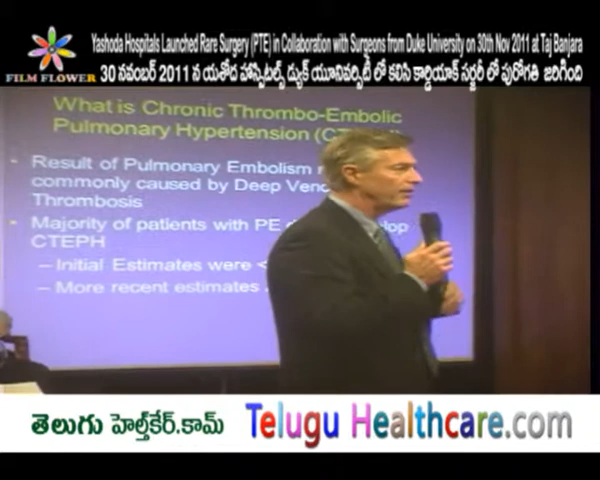 Yashoda Hospitals Launched Rare Surgery (PTE) in Collaboration with Surgeons from Duke University on 30th Nov 2011 at Taj Banjara
30 నవంబర్ 2011 న యశోద హాస్పిటల్స్ డ్యుక్ యూనివర్సిటీ లో కలిసి కార్డియాక్ సర్జరీ లో పురోగతి జరిగింది
FILM FLOWER
What is Chronic Thrombo-Embolic
Pulmonary Hypertension
Result of Pulmonary Embolism
commonly caused by Deep
Thrombosis
Majority of patients with PE
CTEPH
– Initial Estimates were <
– More recent estimates
తెలుగు హెల్త్‌కేర్.కామ్ Telugu Healthcare.com